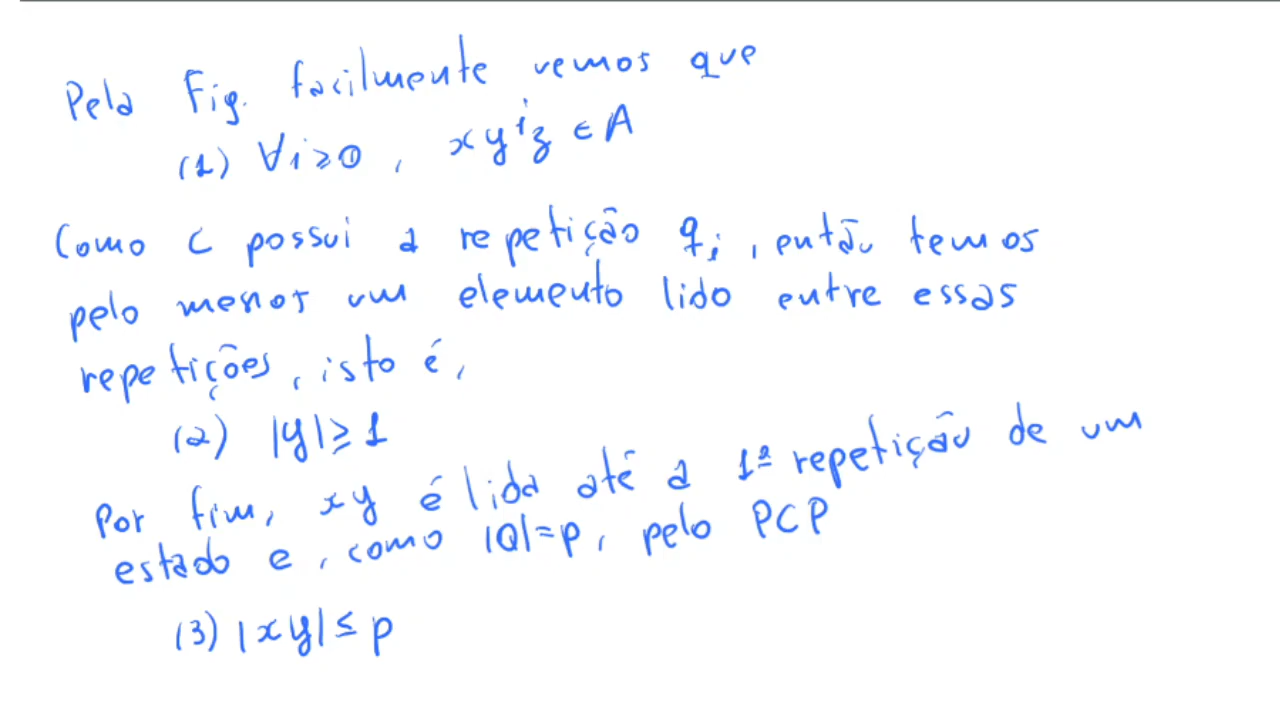 Pela Fig. facilmente vemos que
(1) ∀i≥0, xyⁱz ∈ A
Como C possui a repetição qⱼ, então temos
pelo menos um elemento lido entre essas
repetições, isto é,
(2) |y|≥1
Por fim, xy é lida até a 1ª repetição de um
estado e, como |Q|=p, pelo PCP
(3) |xy|≤p